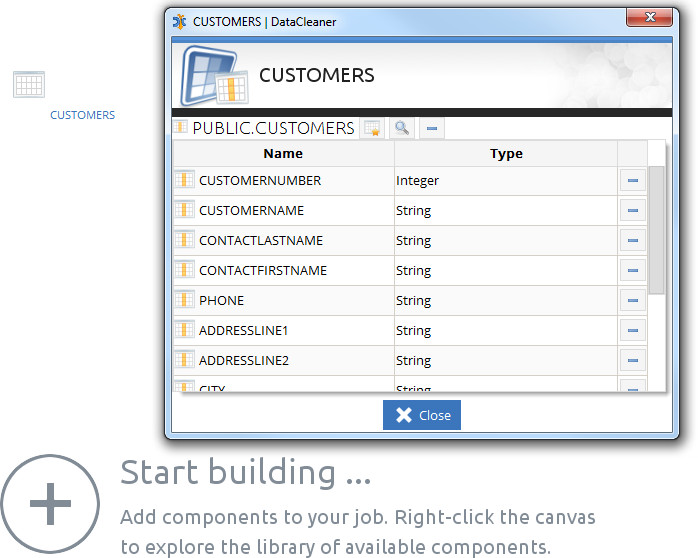 CUSTOMERS | DataCleaner
CUSTOMERS
CUSTOMERS
PUBLIC.CUSTOMERS
Name Type
CUSTOMERNUMBER Integer
CUSTOMERNAME String
CONTACTLASTNAME String
CONTACTFIRSTNAME String
PHONE String
ADDRESSLINE1 String
ADDRESSLINE2 String
CITY String
Close
Start building ...
Add components to your job. Right-click the canvas
to explore the library of available components.